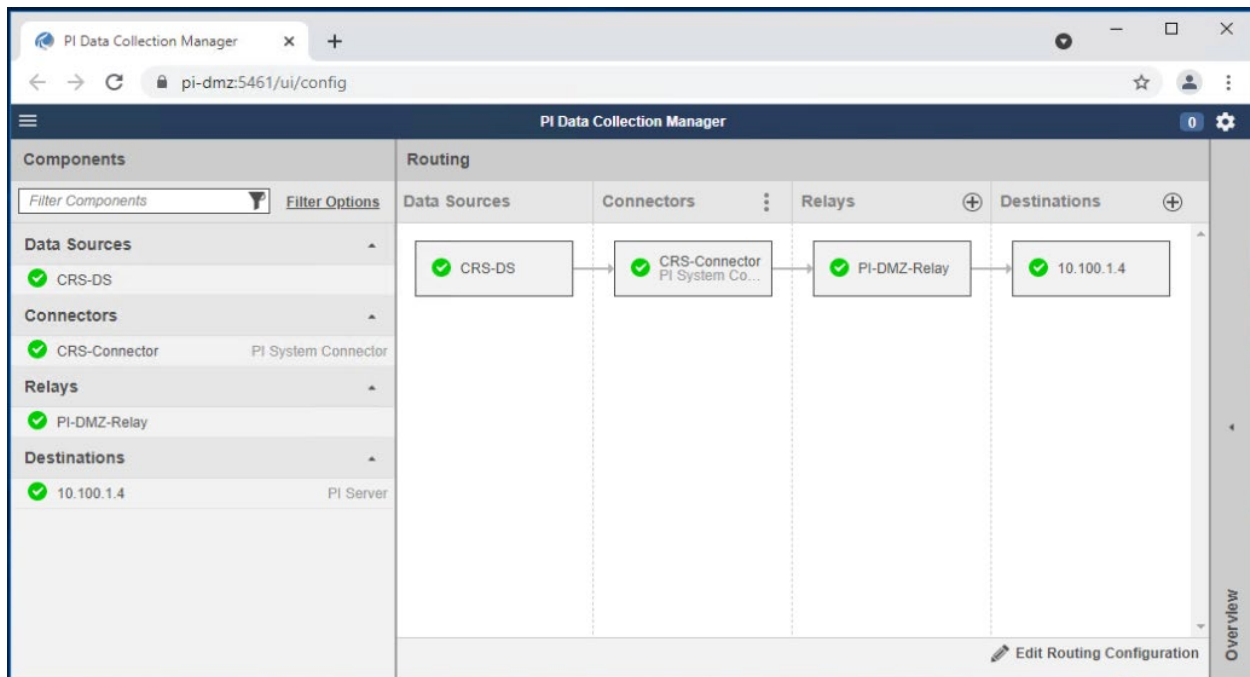 PI Data Collection Manager
pi-dmz:5461/ui/config
PI Data Collection Manager 0
Components
Filter Components Filter Options
Data Sources
CRS-DS
Connectors
CRS-Connector PI System Connector
Relays
PI-DMZ-Relay
Destinations
10.100.1.4 PI Server
Routing
Data Sources Connectors Relays Destinations
CRS-DS
CRS-Connector
PI System Co...
PI-DMZ-Relay
10.100.1.4
Edit Routing Configuration
Overview